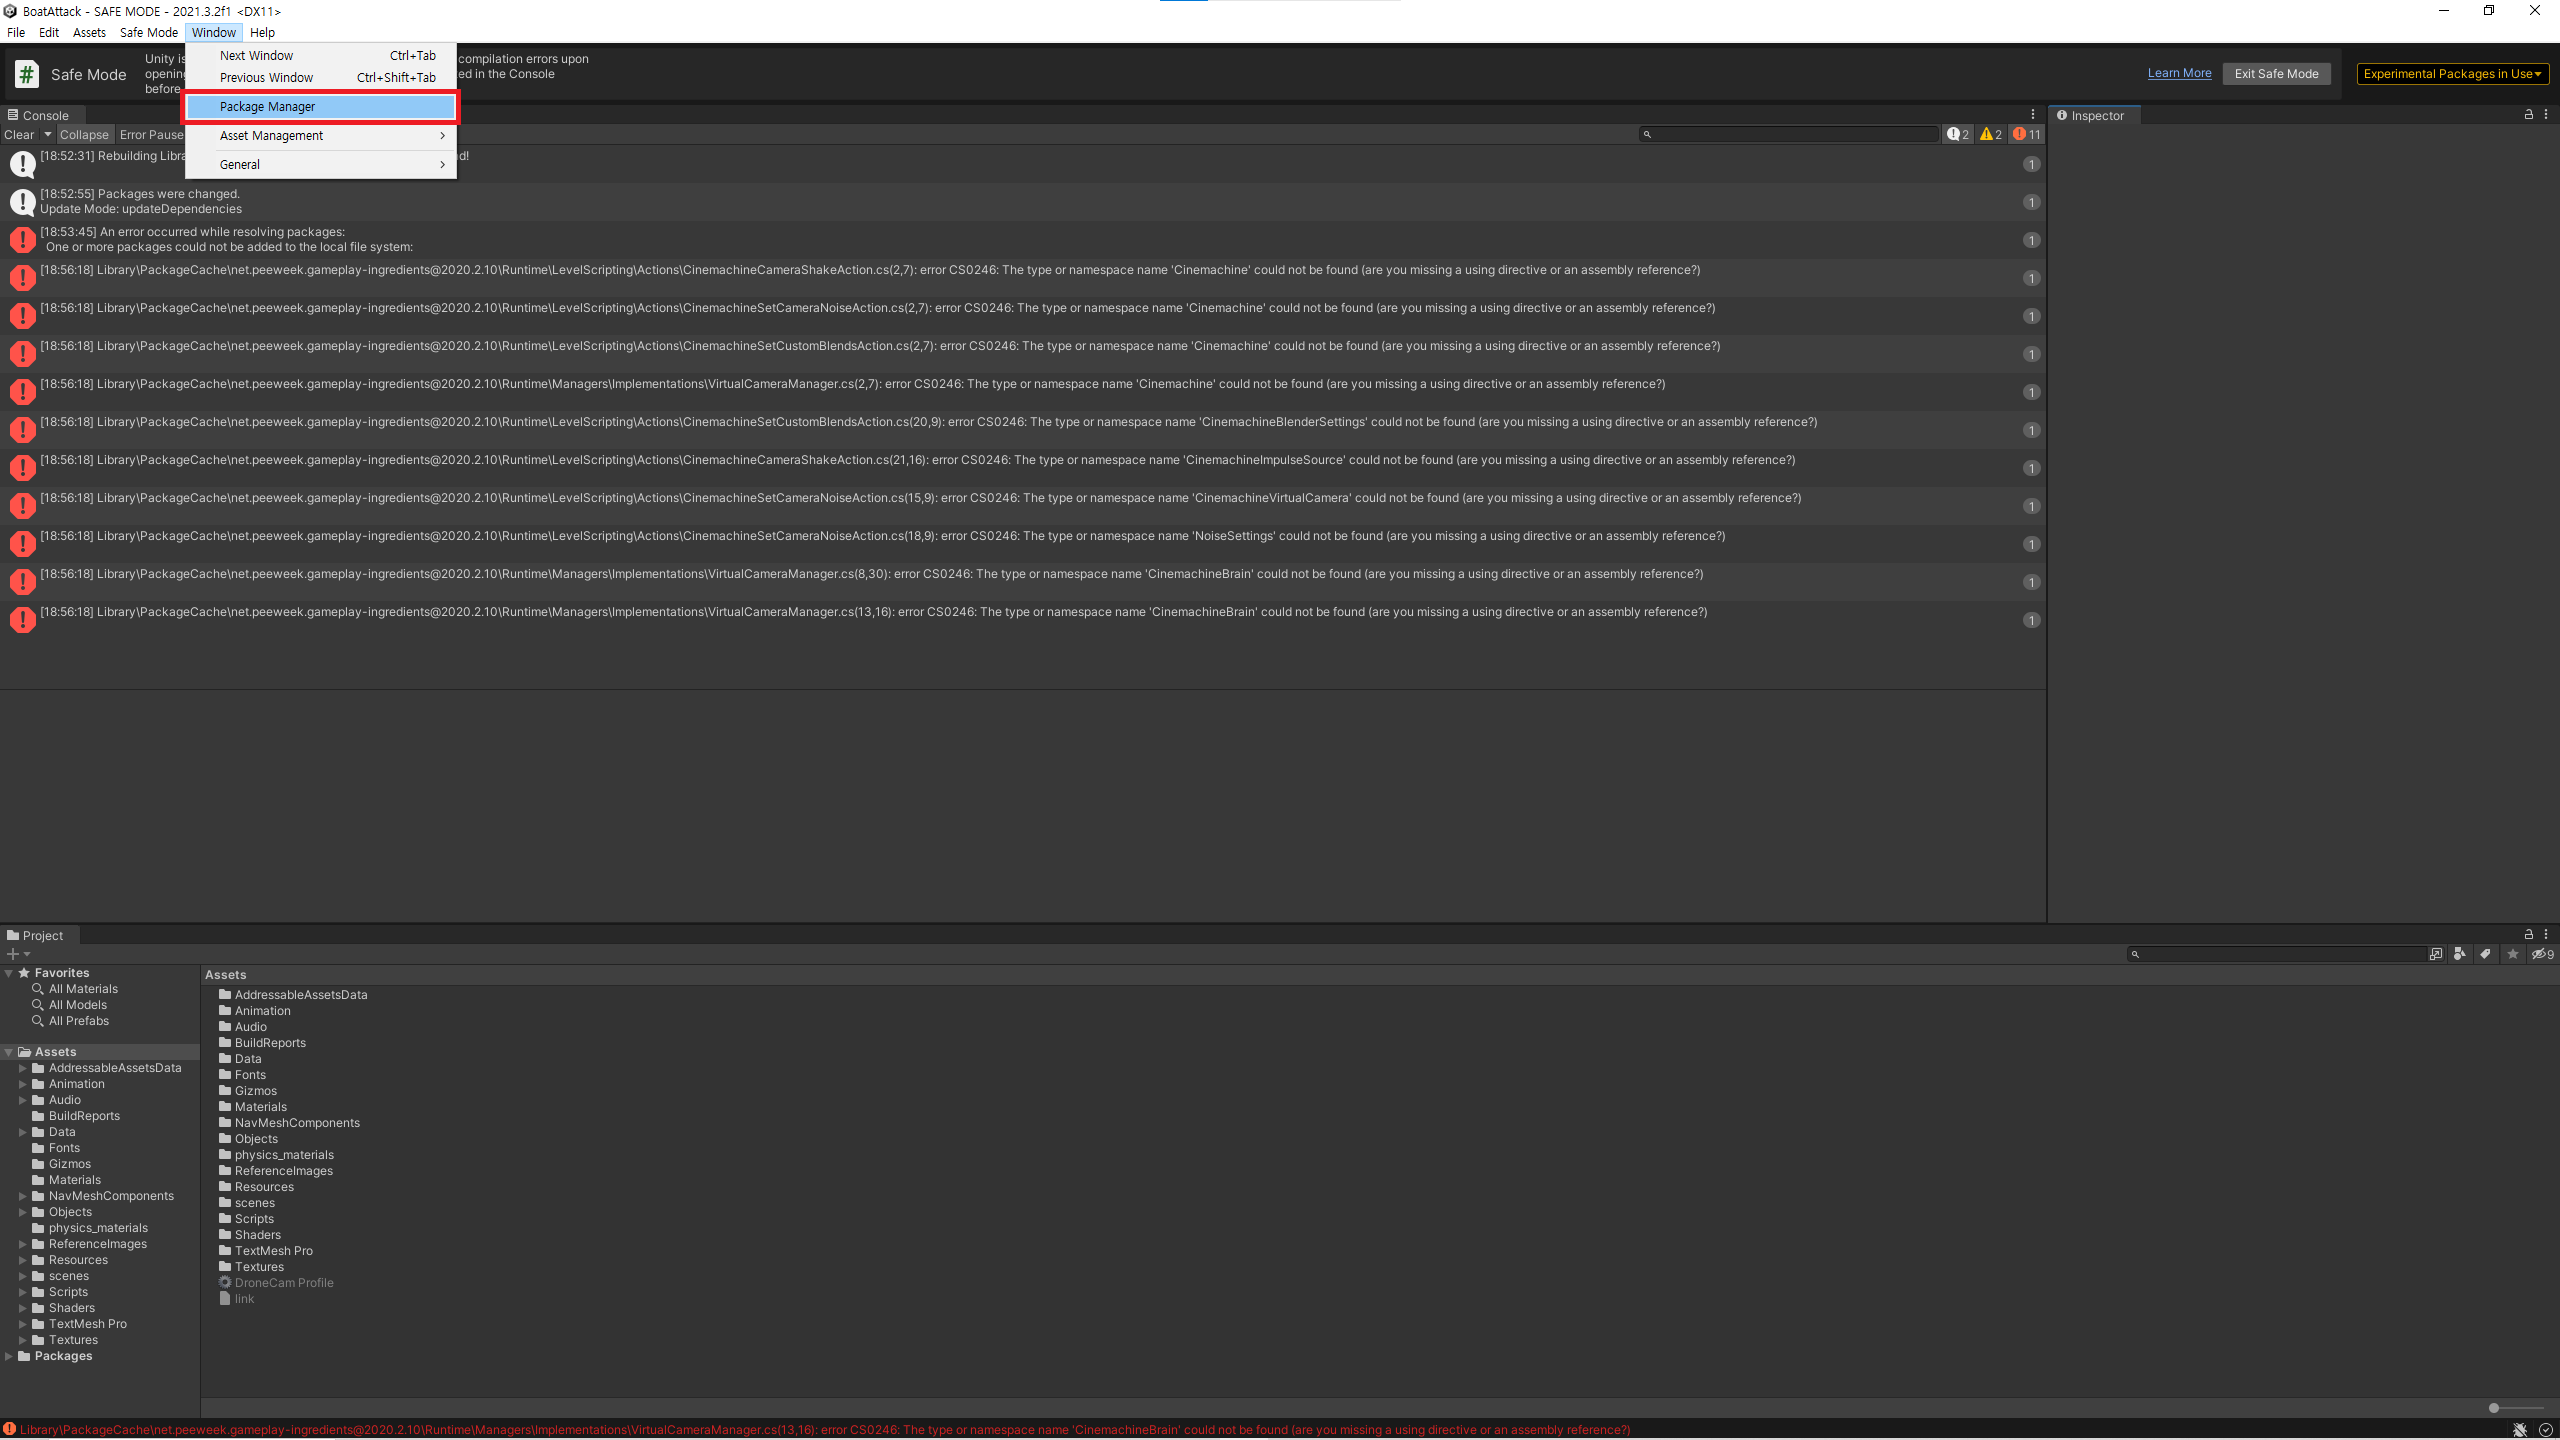 BoatAttack - SAFE MODE - 2021.3.2f1 <DX11>
File Edit Assets Safe Mode Window Help
Next Window Ctrl+Tab
Previous Window Ctrl+Shift+Tab
Package Manager
Asset Management
General
Safe Mode
Unity is compilation errors upon
opening ed in the Console
before
Learn More
Exit Safe Mode
Experimental Packages in Use
Console
Clear Collapse Error Pause
2 2 11
[18:52:31] Rebuilding Libra d!
1
[18:52:55] Packages were changed.
Update Mode: updateDependencies
1
[18:53:45] An error occurred while resolving packages:
One or more packages could not be added to the local file system:
1
[18:56:18] Library\PackageCache\net.peeweek.gameplay-ingredients@2020.2.10\Runtime\LevelScripting\Actions\CinemachineCameraShakeAction.cs(2,7): error CS0246: The type or namespace name 'Cinemachine' could not be found (are you missing a using directive or an assembly reference?)
1
[18:56:18] Library\PackageCache\net.peeweek.gameplay-ingredients@2020.2.10\Runtime\LevelScripting\Actions\CinemachineSetCameraNoiseAction.cs(2,7): error CS0246: The type or namespace name 'Cinemachine' could not be found (are you missing a using directive or an assembly reference?)
1
[18:56:18] Library\PackageCache\net.peeweek.gameplay-ingredients@2020.2.10\Runtime\LevelScripting\Actions\CinemachineSetCustomBlendsAction.cs(2,7): error CS0246: The type or namespace name 'Cinemachine' could not be found (are you missing a using directive or an assembly reference?)
1
[18:56:18] Library\PackageCache\net.peeweek.gameplay-ingredients@2020.2.10\Runtime\Managers\Implementations\VirtualCameraManager.cs(2,7): error CS0246: The type or namespace name 'Cinemachine' could not be found (are you missing a using directive or an assembly reference?)
1
[18:56:18] Library\PackageCache\net.peeweek.gameplay-ingredients@2020.2.10\Runtime\LevelScripting\Actions\CinemachineSetCustomBlendsAction.cs(20,9): error CS0246: The type or namespace name 'CinemachineBlenderSettings' could not be found (are you missing a using directive or an assembly reference?)
1
[18:56:18] Library\PackageCache\net.peeweek.gameplay-ingredients@2020.2.10\Runtime\LevelScripting\Actions\CinemachineCameraShakeAction.cs(21,16): error CS0246: The type or namespace name 'CinemachineImpulseSource' could not be found (are you missing a using directive or an assembly reference?)
1
[18:56:18] Library\PackageCache\net.peeweek.gameplay-ingredients@2020.2.10\Runtime\LevelScripting\Actions\CinemachineSetCameraNoiseAction.cs(15,9): error CS0246: The type or namespace name 'CinemachineVirtualCamera' could not be found (are you missing a using directive or an assembly reference?)
1
[18:56:18] Library\PackageCache\net.peeweek.gameplay-ingredients@2020.2.10\Runtime\LevelScripting\Actions\CinemachineSetCameraNoiseAction.cs(18,9): error CS0246: The type or namespace name 'NoiseSettings' could not be found (are you missing a using directive or an assembly reference?)
1
[18:56:18] Library\PackageCache\net.peeweek.gameplay-ingredients@2020.2.10\Runtime\Managers\Implementations\VirtualCameraManager.cs(8,30): error CS0246: The type or namespace name 'CinemachineBrain' could not be found (are you missing a using directive or an assembly reference?)
1
[18:56:18] Library\PackageCache\net.peeweek.gameplay-ingredients@2020.2.10\Runtime\Managers\Implementations\VirtualCameraManager.cs(13,16): error CS0246: The type or namespace name 'CinemachineBrain' could not be found (are you missing a using directive or an assembly reference?)
1
Inspector
Project
9
Favorites
All Materials
All Models
All Prefabs
Assets
AddressableAssetsData
Animation
Audio
BuildReports
Data
Fonts
Gizmos
Materials
NavMeshComponents
Objects
physics_materials
ReferenceImages
Resources
scenes
Scripts
Shaders
TextMesh Pro
Textures
Packages
Assets
AddressableAssetsData
Animation
Audio
BuildReports
Data
Fonts
Gizmos
Materials
NavMeshComponents
Objects
physics_materials
ReferenceImages
Resources
scenes
Scripts
Shaders
TextMesh Pro
Textures
DroneCam Profile
link
Library\PackageCache\net.peeweek.gameplay-ingredients@2020.2.10\Runtime\Managers\Implementations\VirtualCameraManager.cs(13,16): error CS0246: The type or namespace name 'CinemachineBrain' could not be found (are you missing a using directive or an assembly reference?)